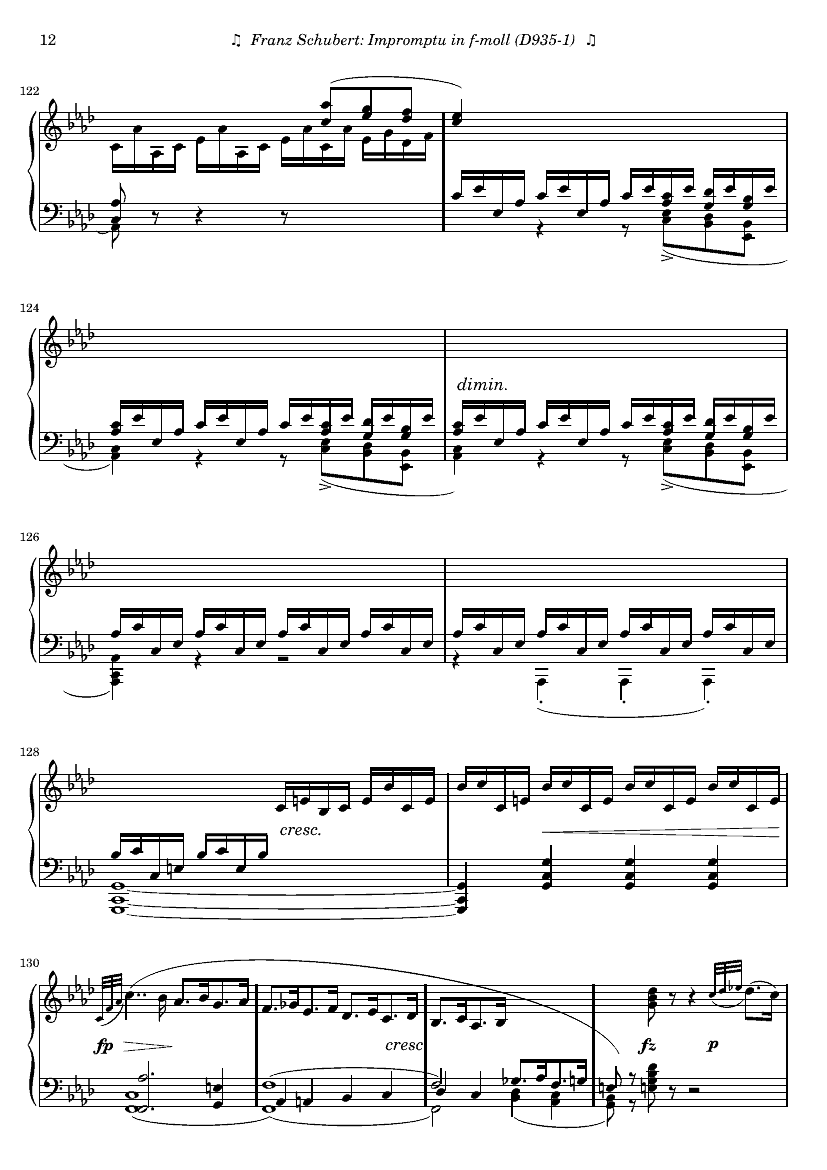 12 ♫ Franz Schubert: Impromptu in f-moll (D935-1) ♫
122
124
dimin.
126
128
cresc.
130
fp cresc fz p